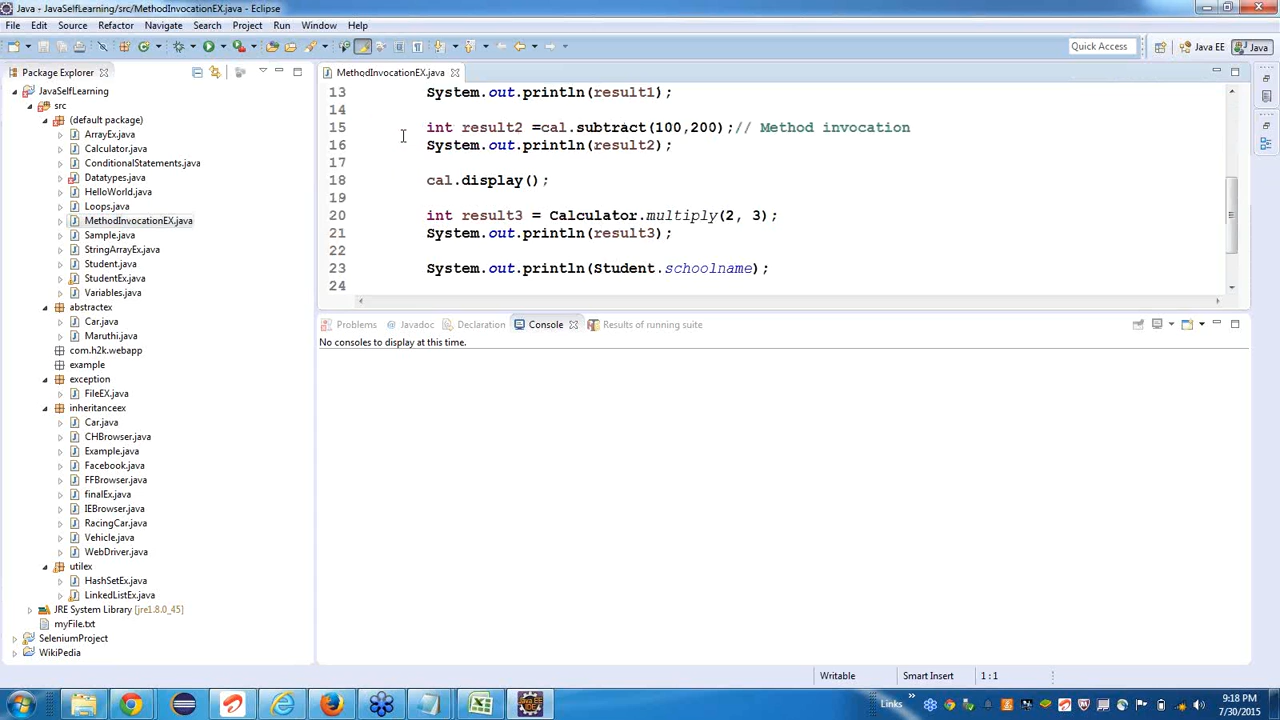 Java - JavaSelfLearning/src/MethodInvocationEX.java - Eclipse
File Edit Source Refactor Navigate Search Project Run Window Help
Quick Access Java EE Java
Package Explorer
JavaSelfLearning
src
(default package)
ArrayEx.java
Calculator.java
ConditionalStatements.java
Datatypes.java
HelloWorld.java
Loops.java
MethodInvocationEX.java
Sample.java
StringArrayEx.java
Student.java
StudentEx.java
Variables.java
abstractex
Car.java
Maruthi.java
com.h2k.webapp
example
exception
FileEX.java
inheritanceex
Car.java
CHBrowser.java
Example.java
Facebook.java
FFBrowser.java
finalEx.java
IEBrowser.java
RacingCar.java
Vehicle.java
WebDriver.java
utilex
HashSetEx.java
LinkedListEx.java
JRE System Library [jre1.8.0_45]
myFile.txt
SeleniumProject
WikiPedia
MethodInvocationEX.java
13 System.out.println(result1);
14
15 int result2 =cal.subtract(100,200);// Method invocation
16 System.out.println(result2);
17
18 cal.display();
19
20 int result3 = Calculator.multiply(2, 3);
21 System.out.println(result3);
22
23 System.out.println(Student.schoolname);
24
Problems Javadoc Declaration Console Results of running suite
No consoles to display at this time.
Writable Smart Insert 1 : 1
Links » 9:18 PM
7/30/2015